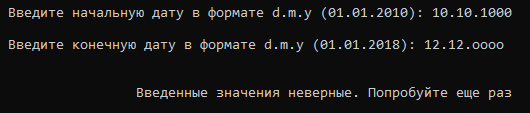 Введите начальную дату в формате d.m.y (01.01.2010): 10.10.1000
Введите конечную дату в формате d.m.y (01.01.2018): 12.12.oooo
Введенные значения неверные. Попробуйте еще раз